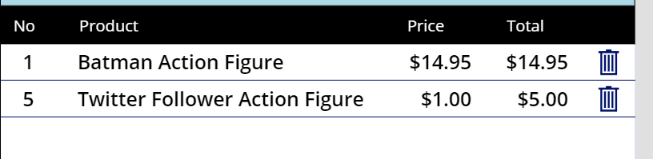 No Product Price Total
1 Batman Action Figure $14.95 $14.95
5 Twitter Follower Action Figure $1.00 $5.00